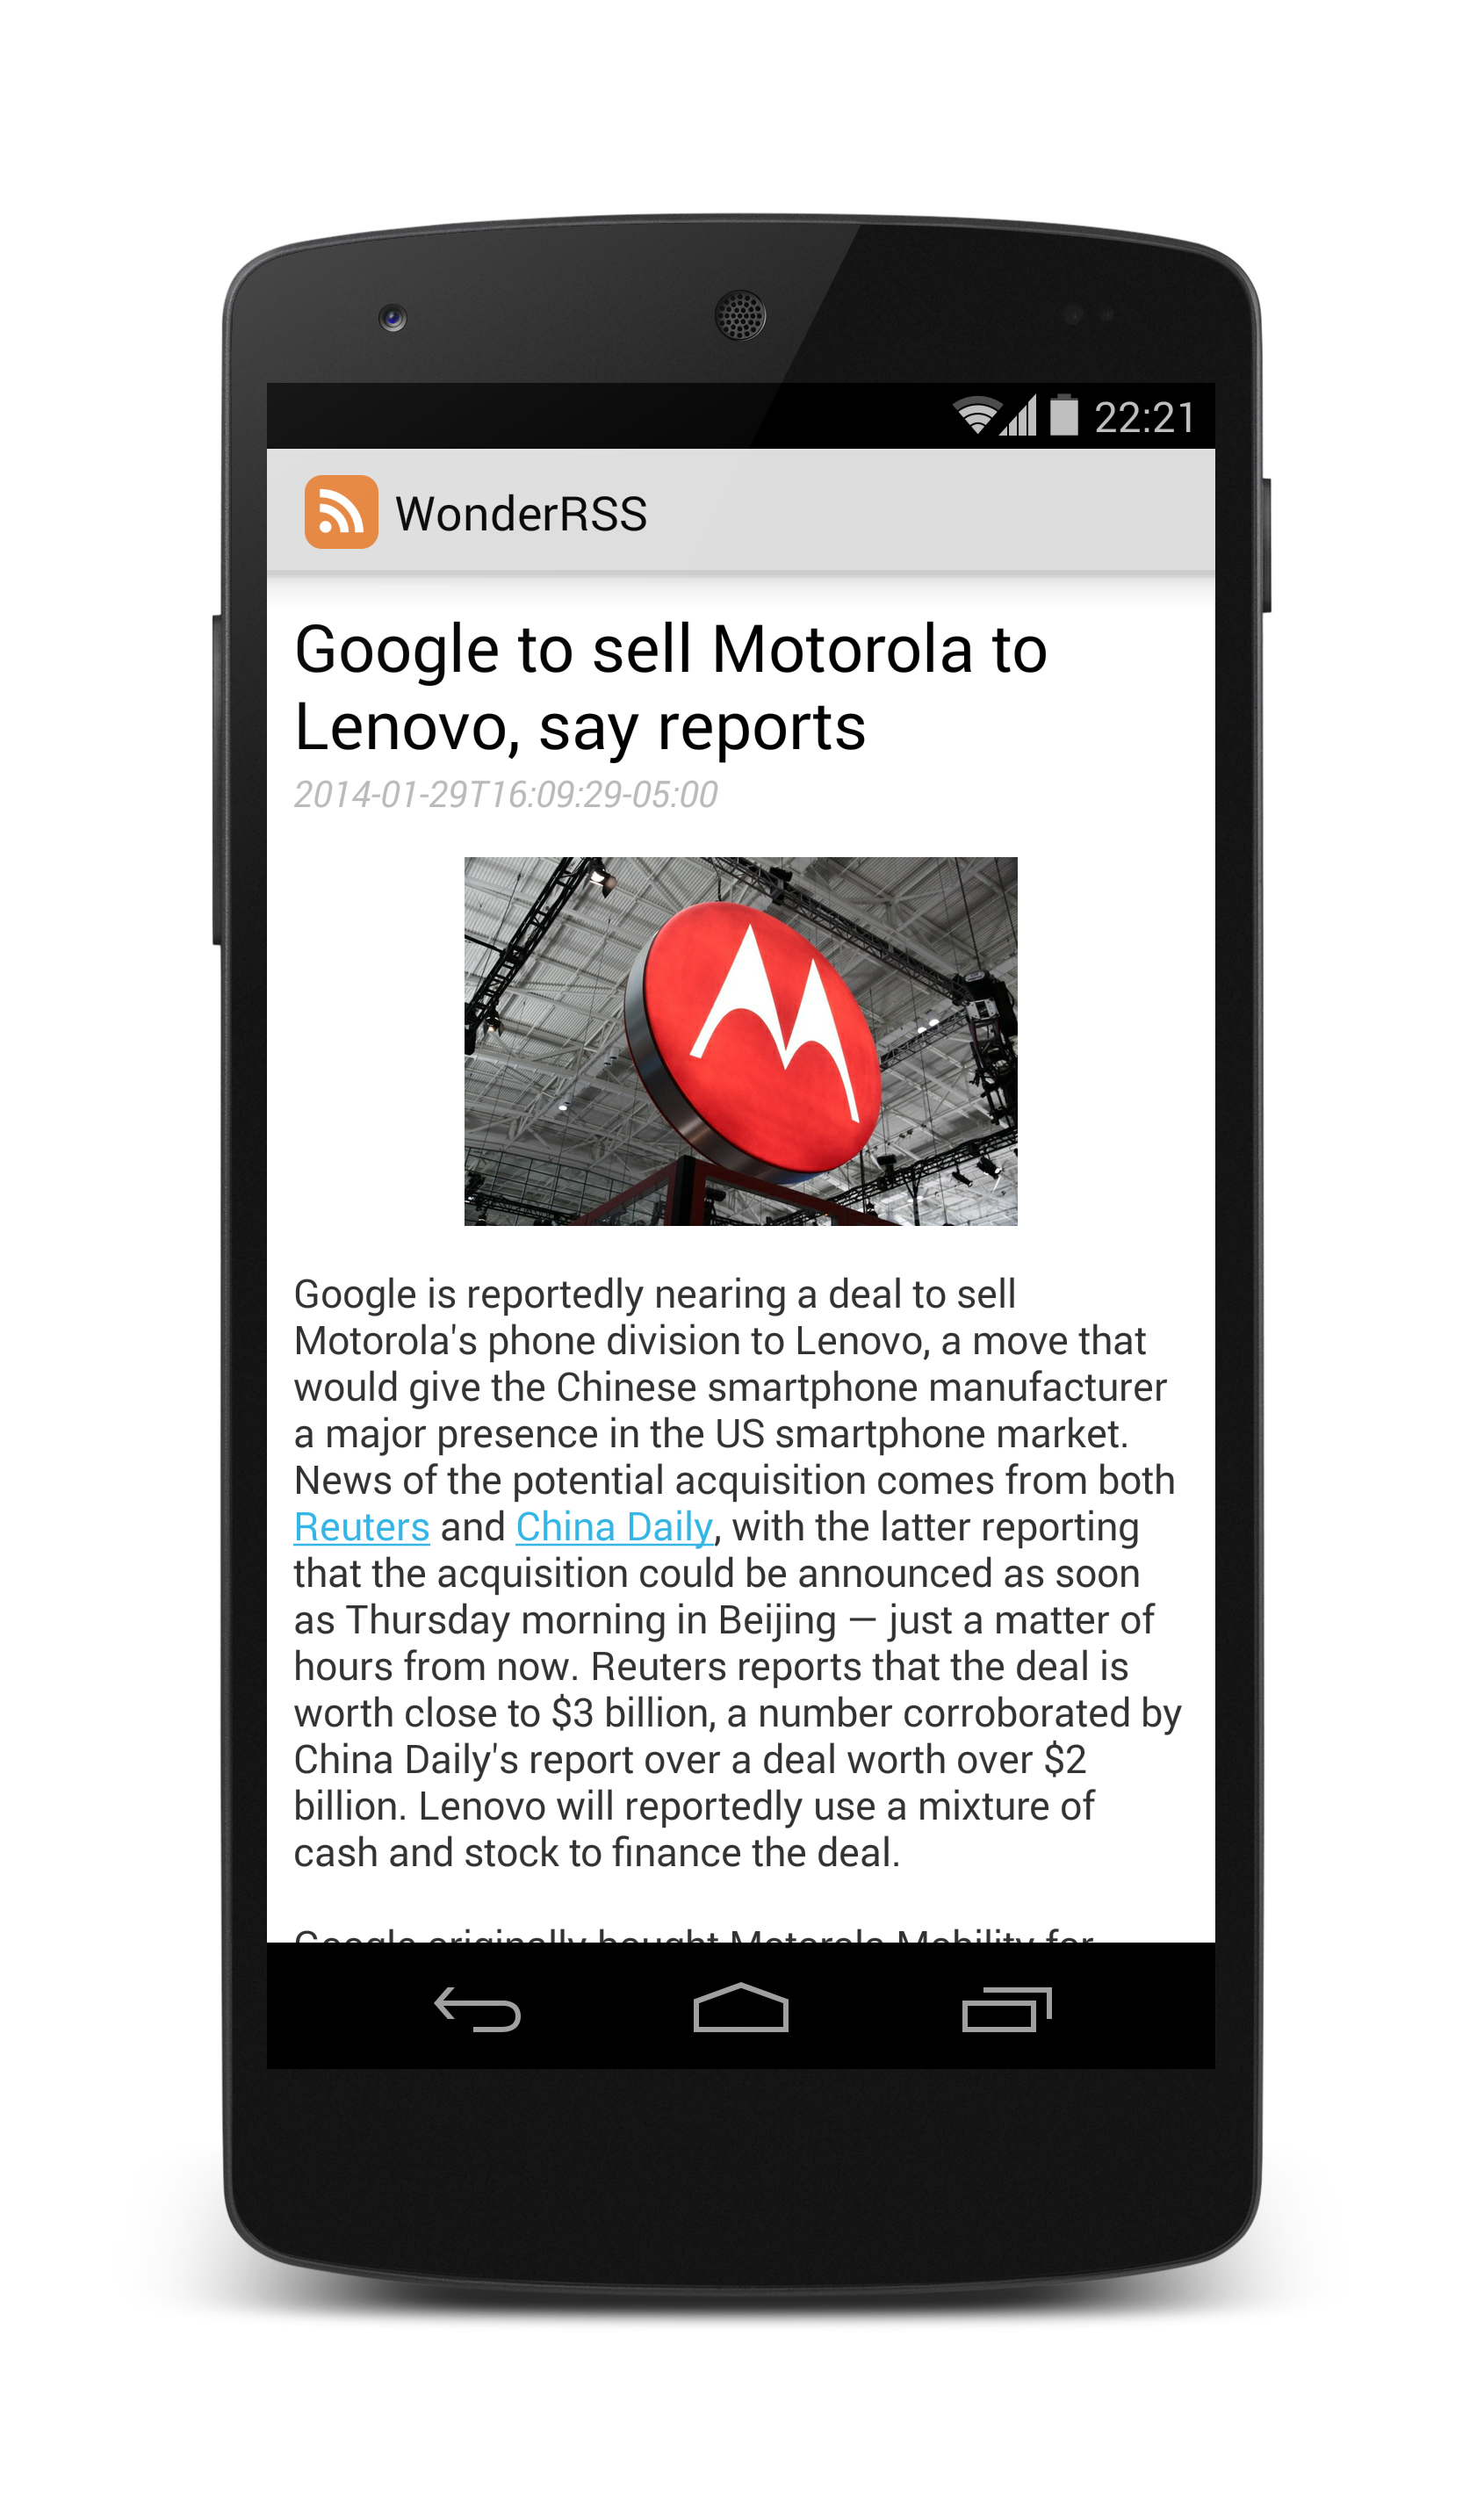 22:21
WonderRSS
Google to sell Motorola to
Lenovo, say reports
2014-01-29T16:09:29-05:00
Google is reportedly nearing a deal to sell
Motorola's phone division to Lenovo, a move that
would give the Chinese smartphone manufacturer
a major presence in the US smartphone market.
News of the potential acquisition comes from both
Reuters and China Daily, with the latter reporting
that the acquisition could be announced as soon
as Thursday morning in Beijing — just a matter of
hours from now. Reuters reports that the deal is
worth close to $3 billion, a number corroborated by
China Daily's report over a deal worth over $2
billion. Lenovo will reportedly use a mixture of
cash and stock to finance the deal.
Google originally bought Motorola Mobility for